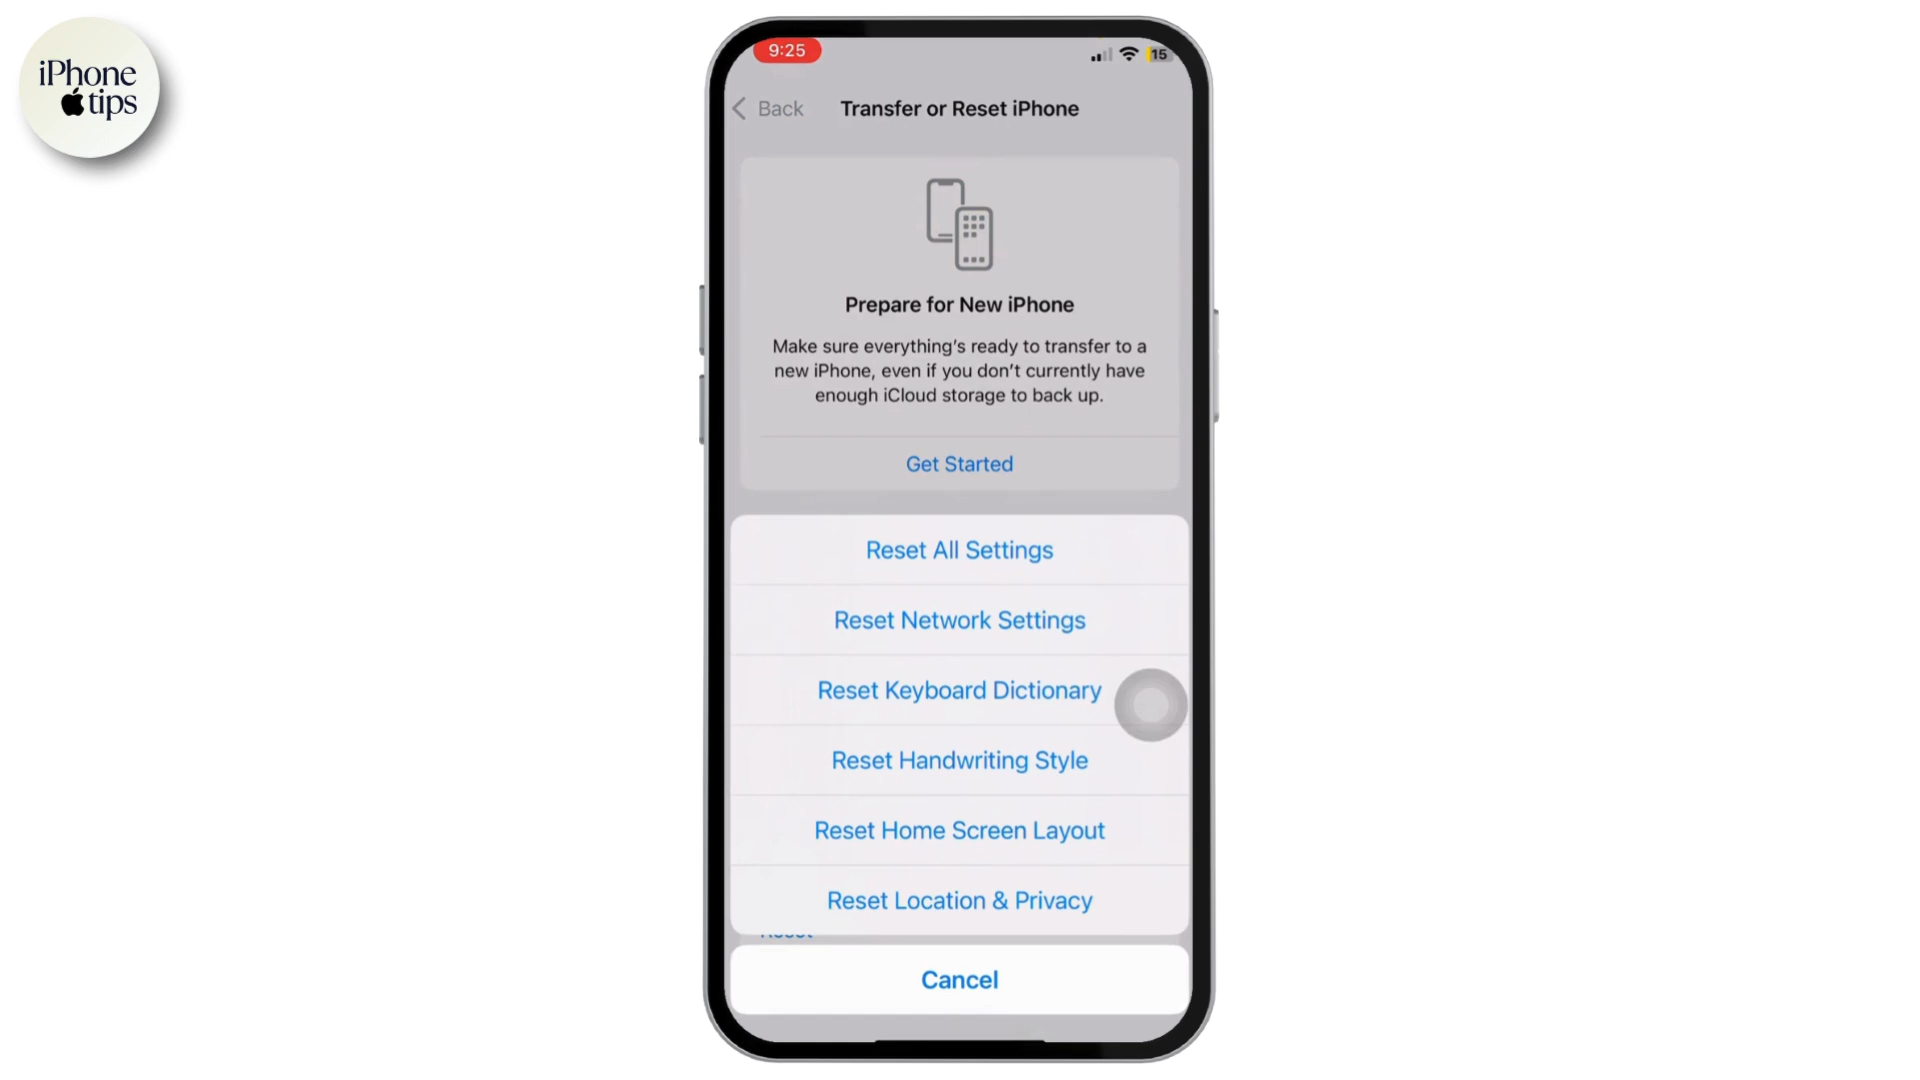 iPhone
tips
9:25
15
Back
Transfer or Reset iPhone
Prepare for New iPhone
Make sure everything's ready to transfer to a
new iPhone, even if you don't currently have
enough iCloud storage to back up.
Get Started
Reset All Settings
Reset Network Settings
Reset Keyboard Dictionary
Reset Handwriting Style
Reset Home Screen Layout
Reset Location & Privacy
Reset
Cancel